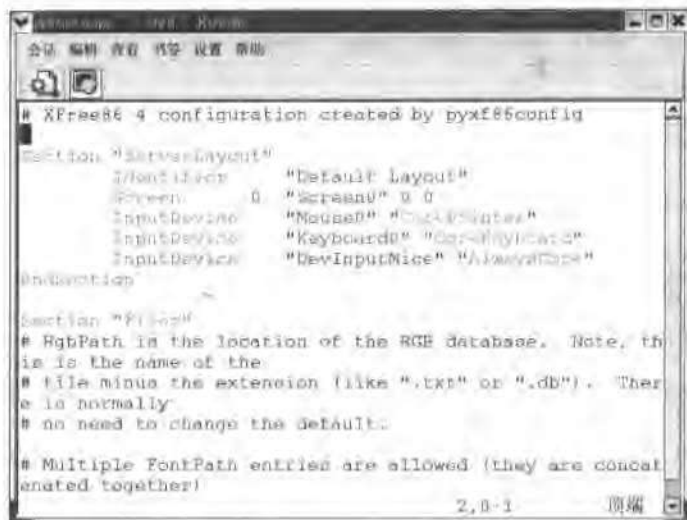 会话 编辑 查看 书签 设置 帮助
# XFree86 4 configuration created by pyxf86config
Section "ServerLayout"
Identifier "Default Layout"
Screen 0 "Screen0" 0 0
InputDevice "Mouse0" "CorePointer"
InputDevice "Keyboard0" "CoreKeyboard"
InputDevice "DevInputMice" "AlwaysCore"
EndSection
Section "Files"
# RgbPath is the location of the RGB database. Note, th
is is the name of the
# file minus the extension (like ".txt" or ".db"). Ther
e is normally
# no need to change the default.
# Multiple FontPath entries are allowed (they are concat
enated together)
2,0-1 顶端